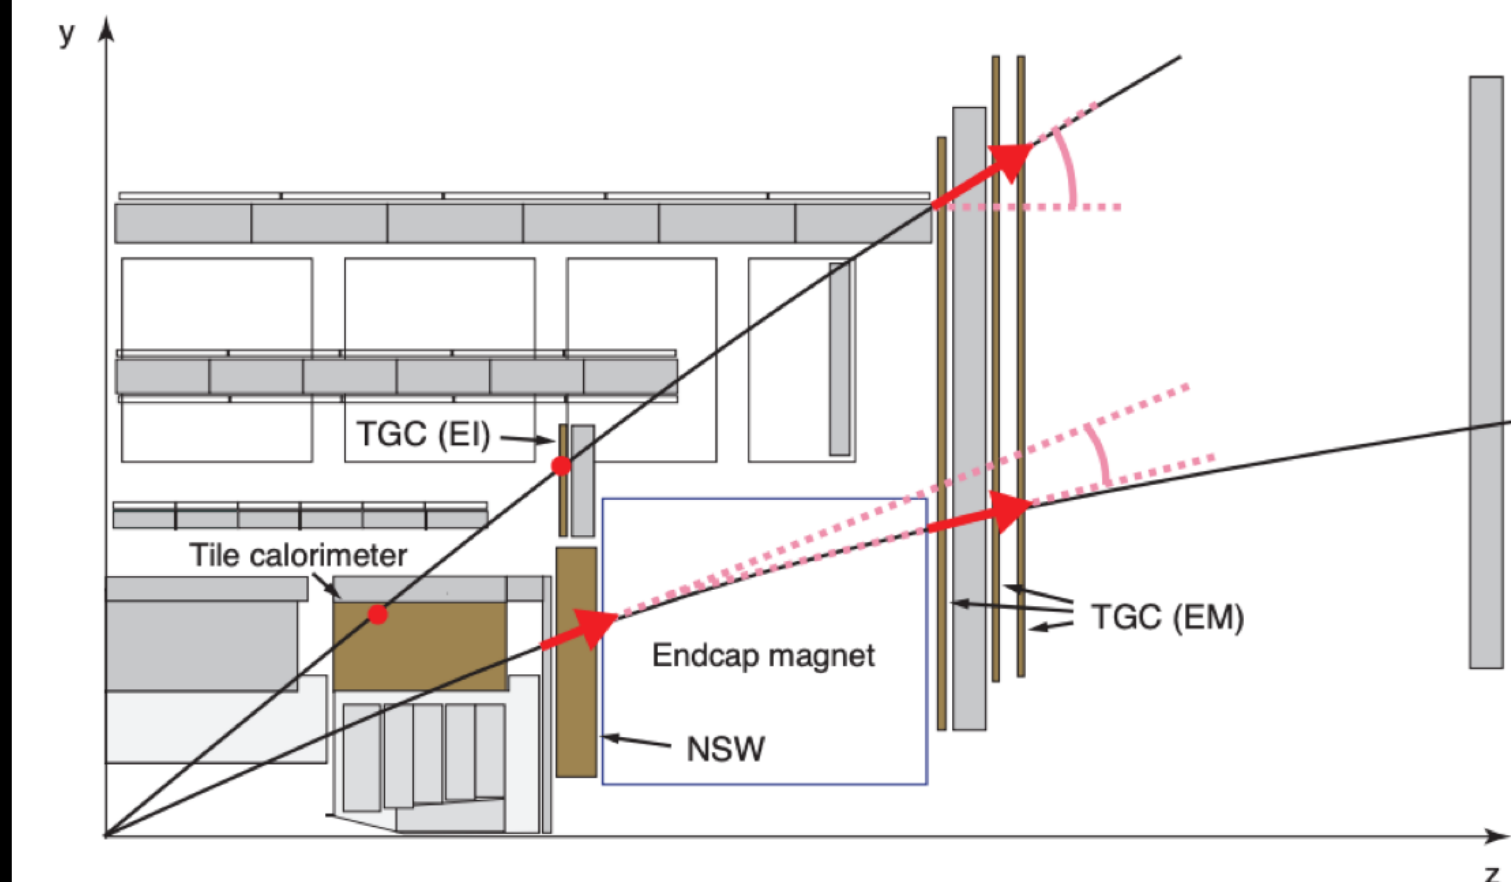 y
TGC (EI)
Tile calorimeter
TGC (EM)
Endcap magnet
NSW
z